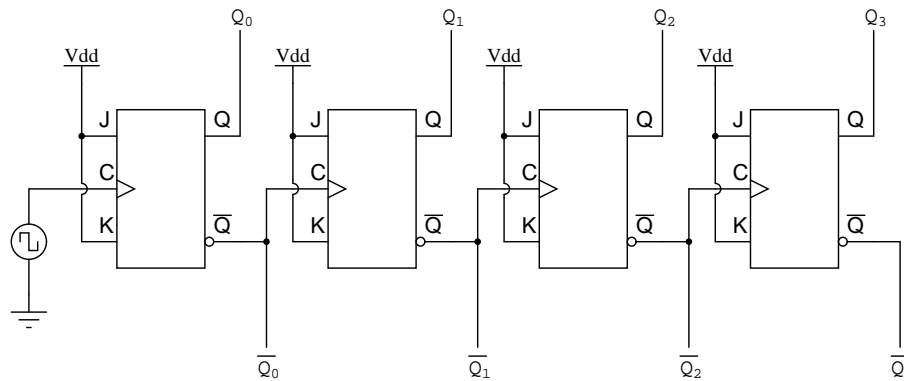 Q₀ Q₁ Q₂ Q₃
Vdd Vdd Vdd Vdd
J Q J Q J Q J Q
C C C C
K Q̅ K Q̅ K Q̅ K Q̅
Q̅₀ Q̅₁ Q̅₂ Q̅